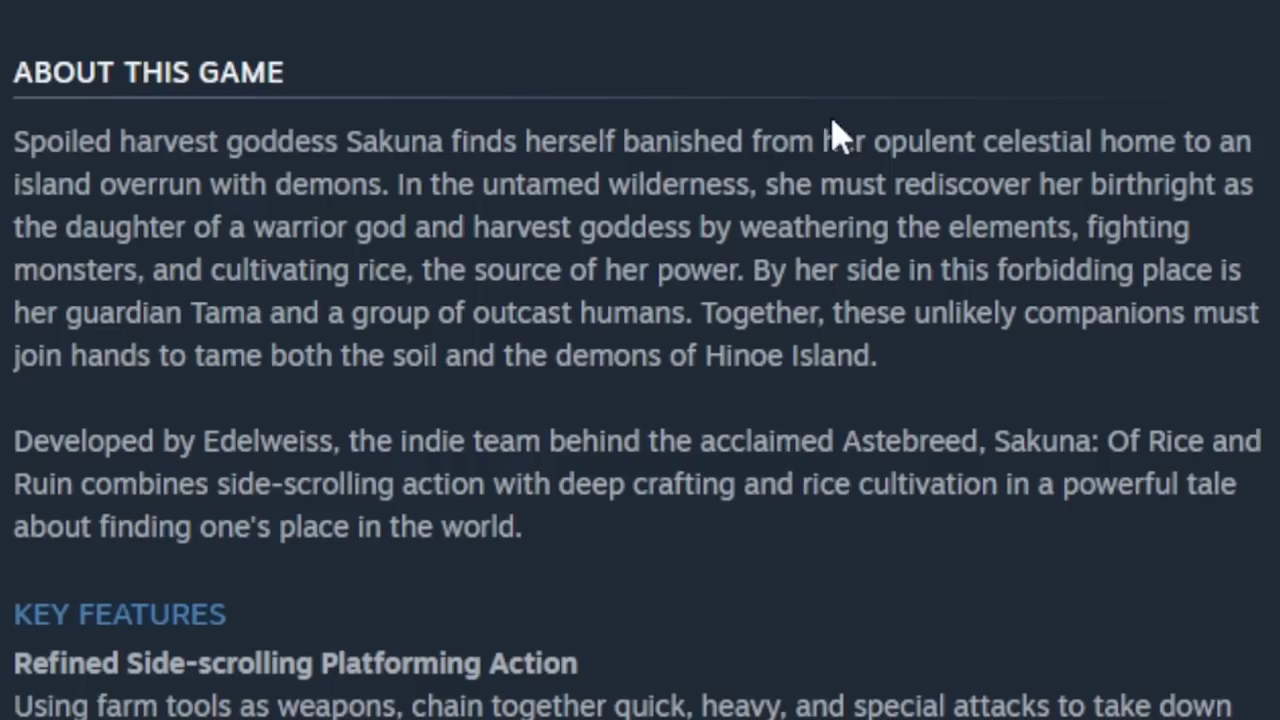 ABOUT THIS GAME
Spoiled harvest goddess Sakuna finds herself banished from her opulent celestial home to an
island overrun with demons. In the untamed wilderness, she must rediscover her birthright as
the daughter of a warrior god and harvest goddess by weathering the elements, fighting
monsters, and cultivating rice, the source of her power. By her side in this forbidding place is
her guardian Tama and a group of outcast humans. Together, these unlikely companions must
join hands to tame both the soil and the demons of Hinoe Island.
Developed by Edelweiss, the indie team behind the acclaimed Astebreed, Sakuna: Of Rice and
Ruin combines side-scrolling action with deep crafting and rice cultivation in a powerful tale
about finding one's place in the world.
KEY FEATURES
Refined Side-scrolling Platforming Action
Using farm tools as weapons, chain together quick, heavy, and special attacks to take down